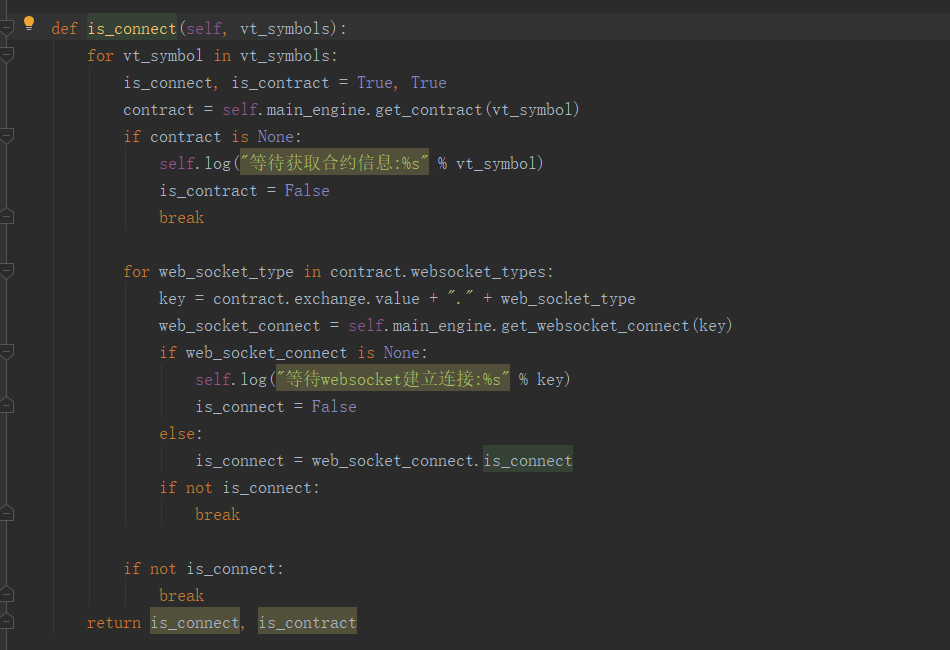 def is_connect(self, vt_symbols):
    for vt_symbol in vt_symbols:
        is_connect, is_contract = True, True
        contract = self.main_engine.get_contract(vt_symbol)
        if contract is None:
            self.log("等待获取合约信息:%s" % vt_symbol)
            is_contract = False
            break

        for web_socket_type in contract.websocket_types:
            key = contract.exchange.value + "." + web_socket_type
            web_socket_connect = self.main_engine.get_websocket_connect(key)
            if web_socket_connect is None:
                self.log("等待websocket建立连接:%s" % key)
                is_connect = False
            else:
                is_connect = web_socket_connect.is_connect
            if not is_connect:
                break

        if not is_connect:
            break
    return is_connect, is_contract